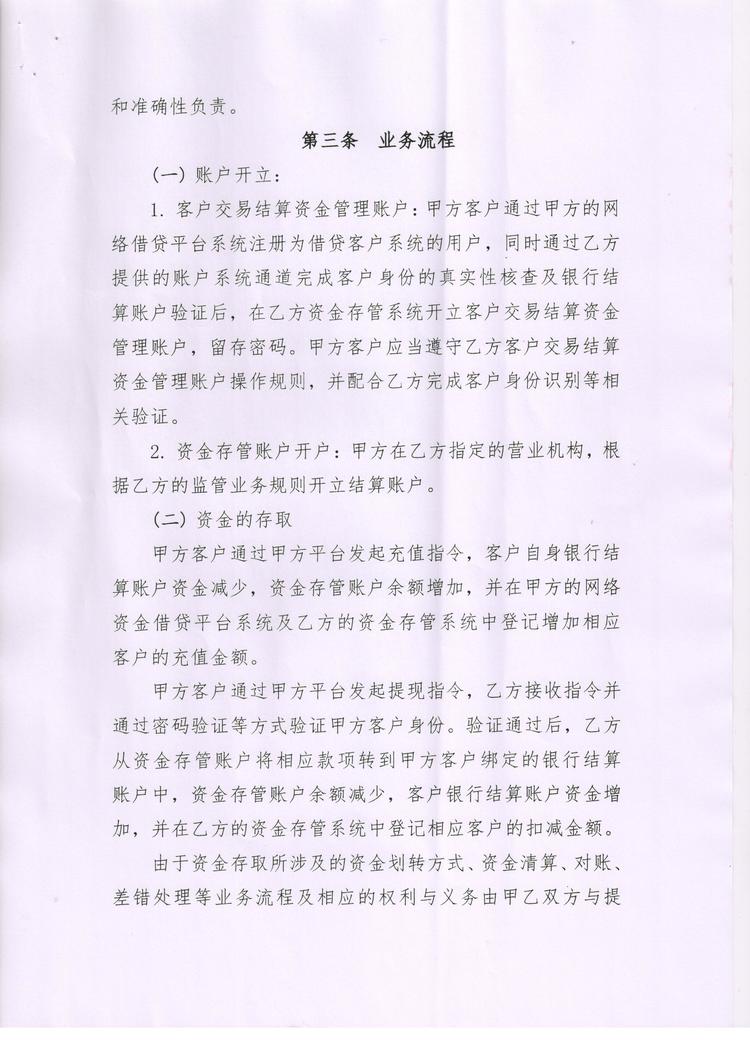 和准确性负责。
第三条 业务流程
（一）账户开立：
1. 客户交易结算资金管理账户：甲方客户通过甲方的网
络借贷平台系统注册为借贷客户系统的用户，同时通过乙方
提供的账户系统通道完成客户身份的真实性核查及银行结
算账户验证后，在乙方资金存管系统开立客户交易结算资金
管理账户，留存密码。甲方客户应当遵守乙方客户交易结算
资金管理账户操作规则，并配合乙方完成客户身份识别等相
关验证。
2. 资金存管账户开户：甲方在乙方指定的营业机构，根
据乙方的监管业务规则开立结算账户。
（二）资金的存取
甲方客户通过甲方平台发起充值指令，客户自身银行结
算账户资金减少，资金存管账户余额增加，并在甲方的网络
资金借贷平台系统及乙方的资金存管系统中登记增加相应
客户的充值金额。
甲方客户通过甲方平台发起提现指令，乙方接收指令并
通过密码验证等方式验证甲方客户身份。验证通过后，乙方
从资金存管账户将相应款项转到甲方客户绑定的银行结算
账户中，资金存管账户余额减少，客户银行结算账户资金增
加，并在乙方的资金存管系统中登记相应客户的扣减金额。
由于资金存取所涉及的资金划转方式、资金清算、对账、
差错处理等业务流程及相应的权利与义务由甲乙双方与提